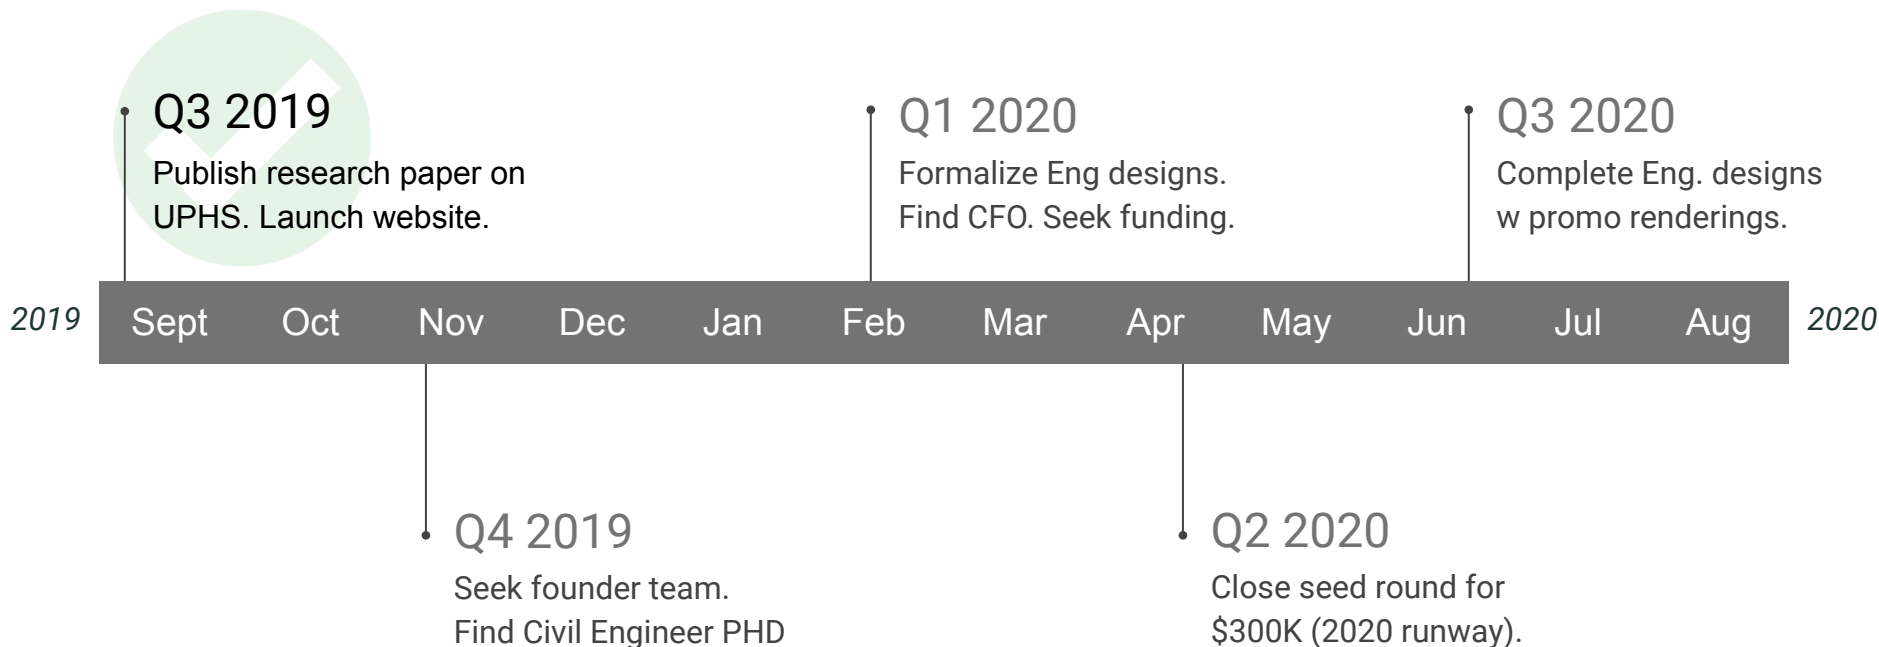 Q3 2019
Publish research paper on
UPHS. Launch website.
Q1 2020
Formalize Eng designs.
Find CFO. Seek funding.
Q3 2020
Complete Eng. designs
w promo renderings.
2019 Sept Oct Nov Dec Jan Feb Mar Apr May Jun Jul Aug 2020
Q4 2019
Seek founder team.
Find Civil Engineer PHD
Q2 2020
Close seed round for
$300K (2020 runway).